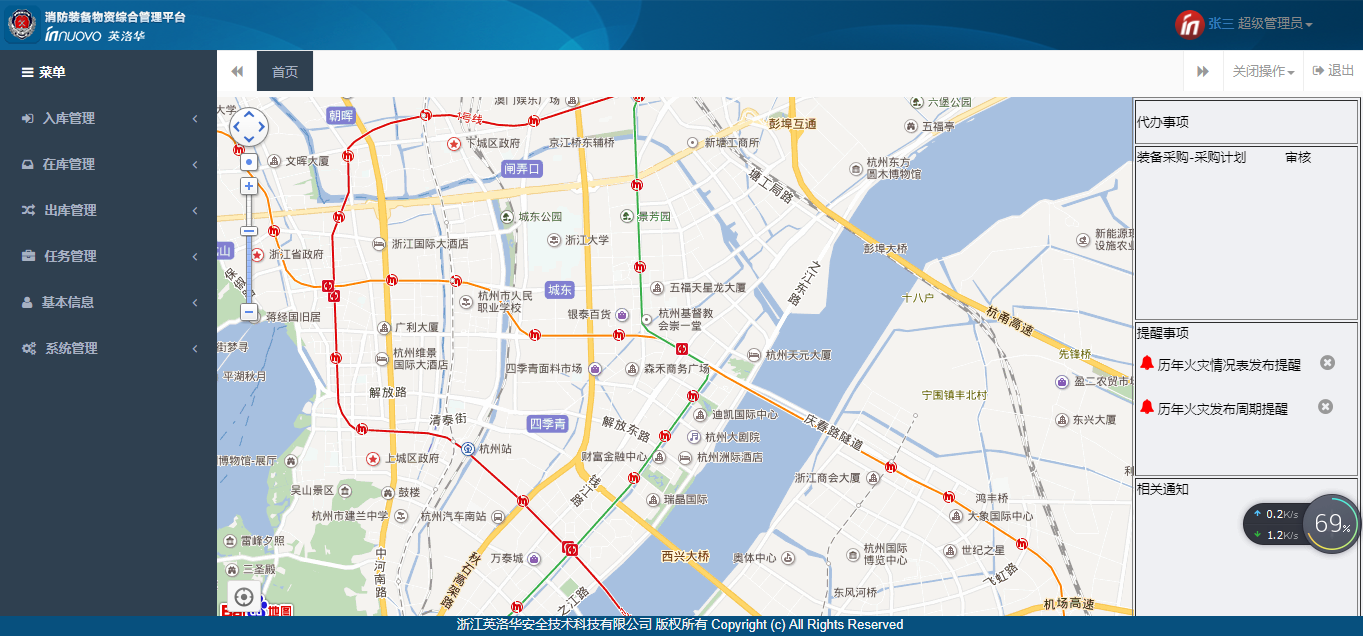 消防装备物资综合管理平台
innuovo 英洛华
张三 超级管理员
菜单
首页
关闭操作
退出
入库管理
在库管理
出库管理
任务管理
基本信息
系统管理
代办事项
装备采购-采购计划 审核
提醒事项
历年火灾情况表发布提醒
历年火灾发布周期提醒
相关通知
0.2K/s
1.2K/s
69%
大学
朝晖
澳门娱乐广场
1号线
六堡公园
五福亭
彭埠互通
下城区政府
京江桥东辅桥
新塘工商所
文晖大厦
闸弄口
杭州东方
圆木博物馆
塘工局路
城东公园
景芳园
浙江国际大酒店
浙江大学
浙江省政府
彭埠大桥
新能源
设施农业
保俶路
城东
五福天星龙大厦
之江东路
杭州市人民
职业学校
十八户
银泰百货
杭州基督教
会崇一堂
杭甬高速
蒋经国旧居
广利大厦
街梦寻
杭州维景
国际大酒店
杭州天元大厦
先锋桥
四季青面料市场
森禾商务广场
平湖秋月
盈二农贸市场
解放路
宁围镇丰北村
清泰街
四季青
解放东路
迪凯国际中心
庆春路隧道
东兴大厦
杭州大剧院
杭州站
博物馆-展厅
上城区政府
财富金融中心
杭州洲际酒店
浙江商会大厦
钱江路
吴山景区
鼓楼
瑞晶国际
鸿丰桥
杭州市建兰中学
杭州汽车南站
大象国际中心
雷峰夕照
中河南路
万泰城
西兴大桥
奥体中心
杭州国际
博览中心
世纪之星
三圣殿
秋石高架路
飞虹路
之江路
东风河桥
机场高速
Baidu地图
浙江英洛华安全技术科技有限公司 版权所有 Copyright (c) All Rights Reserved